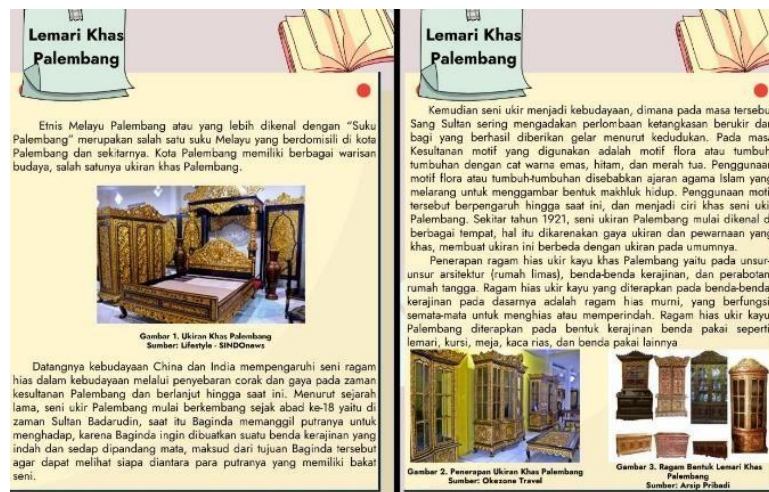 Lemari Khas
Palembang
Etnis Melayu Palembang atau yang lebih dikenal dengan “Suku
Palembang” merupakan salah satu suku Melayu yang berdomisili di kota
Palembang dan sekitarnya. Kota Palembang memiliki berbagai warisan
budaya, salah satunya ukiran khas Palembang.
Gambar 1. Ukiran Khas Palembang
Sumber: Lifestyle - SINDOnews
Datangnya kebudayaan China dan India mempengaruhi seni ragam
hias dalam kebudayaan melalui penyebaran corak dan gaya pada zaman
kesultanan Palembang dan berlanjut hingga saat ini. Menurut sejarah
lama, seni ukir Palembang mulai berkembang sejak abad ke-18 yaitu di
zaman Sultan Badarudin, saat itu Baginda memanggil putranya untuk
menghadap, karena Baginda ingin dibuatkan suatu benda kerajinan yang
indah dan sedap dipandang mata, maksud dari tujuan Baginda tersebut
agar dapat melihat siapa diantara para putranya yang memiliki bakat
seni.
Lemari Khas
Palembang
Kemudian seni ukir menjadi kebudayaan, dimana pada masa tersebu
Sang Sultan sering mengadakan perlombaan ketangkasan berukir dan
bagi yang berhasil diberikan gelar menurut kedudukan. Pada masa
Kesultanan motif yang digunakan adalah motif flora atau tumbuh
tumbuhan dengan cat warna emas, hitam, dan merah tua. Penggunaan
motif flora atau tumbuh-tumbuhan disebabkan ajaran agama Islam yang
melarang untuk menggambar bentuk makhluk hidup. Penggunaan moti
tersebut berpengaruh hingga saat ini, dan menjadi ciri khas seni uki
Palembang. Sekitar tahun 1921, seni ukiran Palembang mulai dikenal d
berbagai tempat, hal itu dikarenakan gaya ukiran dan pewarnaan yang
khas, membuat ukiran ini berbeda dengan ukiran pada umumnya.
Penerapan ragam hias ukir kayu khas Palembang yaitu pada unsur-
unsur arsitektur (rumah limas), benda-benda kerajinan, dan perabotan
rumah tangga. Ragam hias ukir kayu yang diterapkan pada benda-benda
kerajinan pada dasarnya adalah ragam hias murni, yang berfungsi
semata-mata untuk menghias atau memperindah. Ragam hias ukir kayu
Palembang diterapkan pada bentuk kerajinan benda pakai seperti
lemari, kursi, meja, kaca rias, dan benda pakai lainnya
Gambar 2. Penerapan Ukiran Khas Palembang
Sumber: Okezone Travel
Gambar 3. Ragam Bentuk Lemari Khas
Palembang
Sumber: Arsip Pribadi